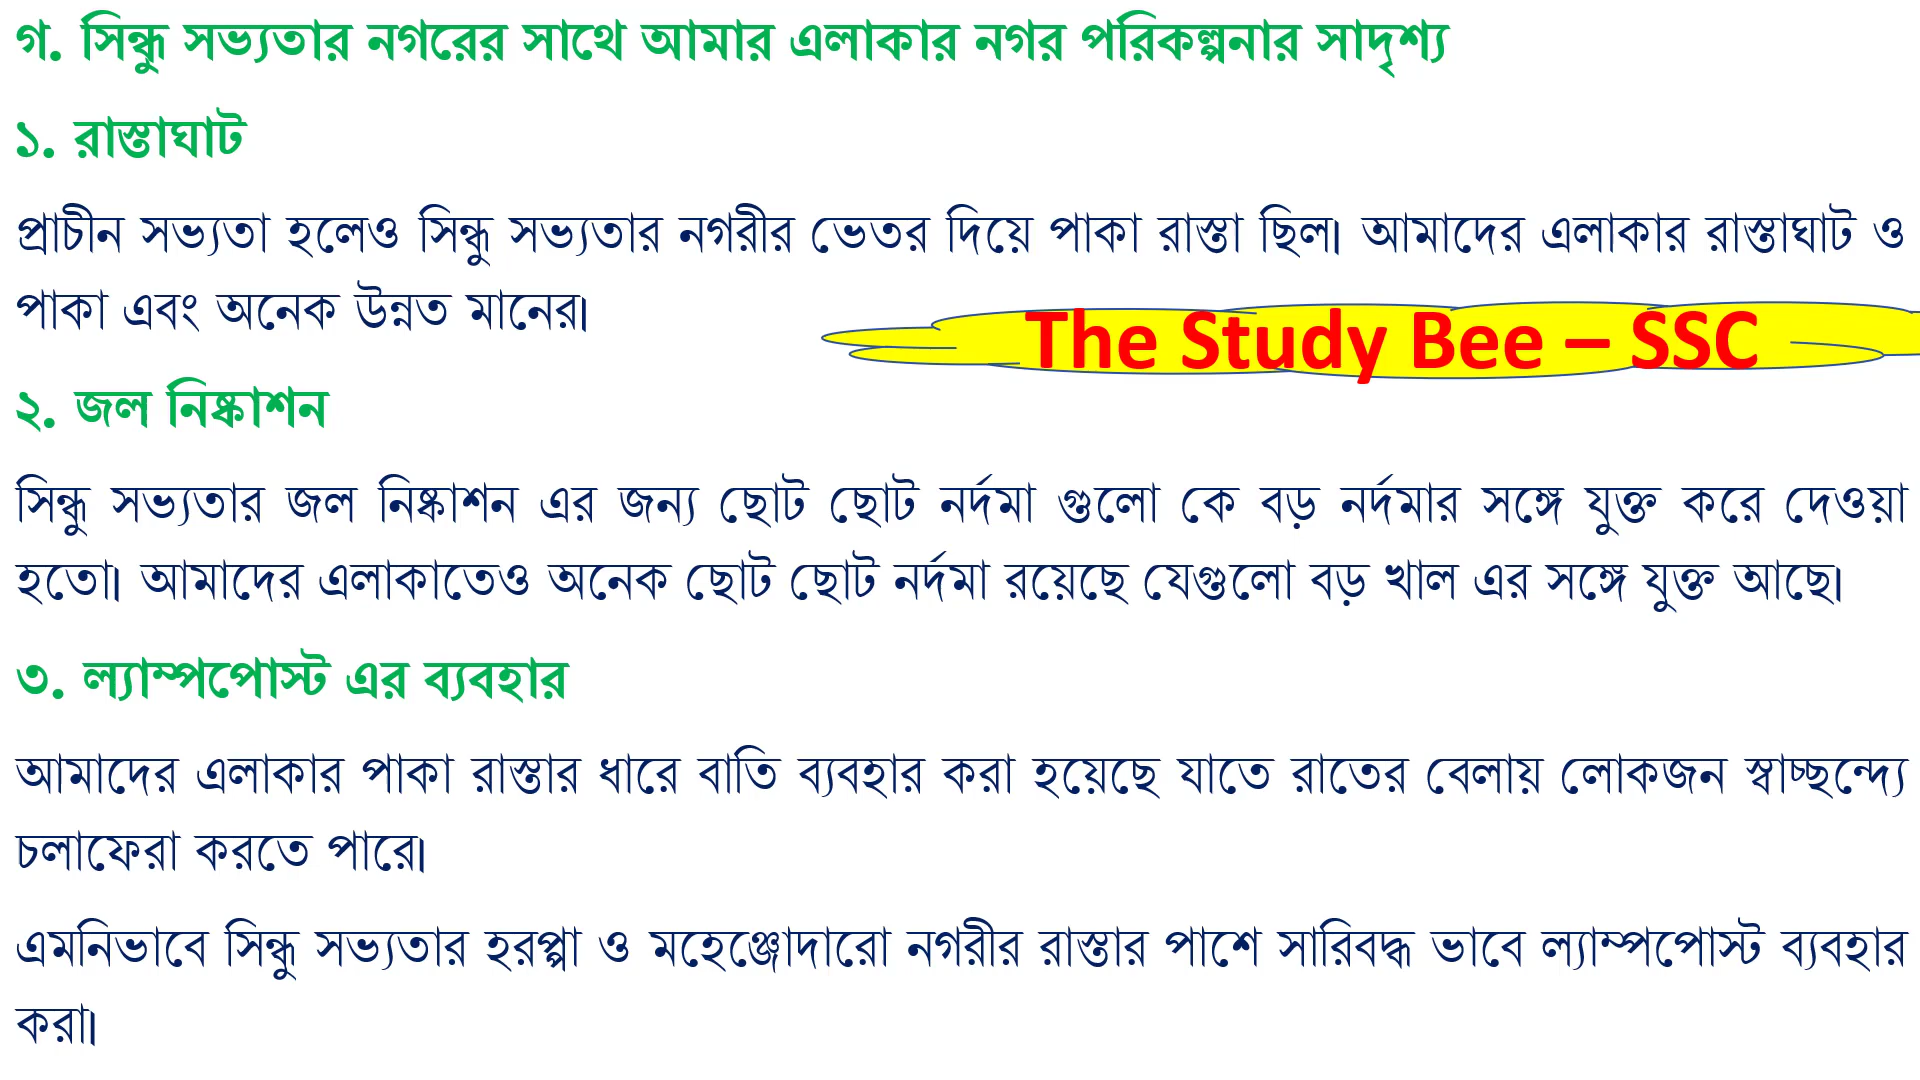 গ. সিন্ধু সভ্যতার নগরের সাথে আমার এলাকার নগর পরিকল্পনার সাদৃশ্য
১. রাস্তাঘাট
প্রাচীন সভ্যতা হলেও সিন্ধু সভ্যতার নগরীর ভেতর দিয়ে পাকা রাস্তা ছিল। আমাদের এলাকার রাস্তাঘাট ও
পাকা এবং অনেক উন্নত মানের।
The Study Bee – SSC
২. জল নিষ্কাশন
সিন্ধু সভ্যতার জল নিষ্কাশন এর জন্য ছোট ছোট নর্দমা গুলো কে বড় নর্দমার সঙ্গে যুক্ত করে দেওয়া
হতো। আমাদের এলাকাতেও অনেক ছোট ছোট নর্দমা রয়েছে যেগুলো বড় খাল এর সঙ্গে যুক্ত আছে।
৩. ল্যাম্পপোস্ট এর ব্যবহার
আমাদের এলাকার পাকা রাস্তার ধারে বাতি ব্যবহার করা হয়েছে যাতে রাতের বেলায় লোকজন স্বাচ্ছন্দ্যে
চলাফেরা করতে পারে।
এমনিভাবে সিন্ধু সভ্যতার হরপ্পা ও মহেঞ্জোদারো নগরীর রাস্তার পাশে সারিবদ্ধ ভাবে ল্যাম্পপোস্ট ব্যবহার
করা।